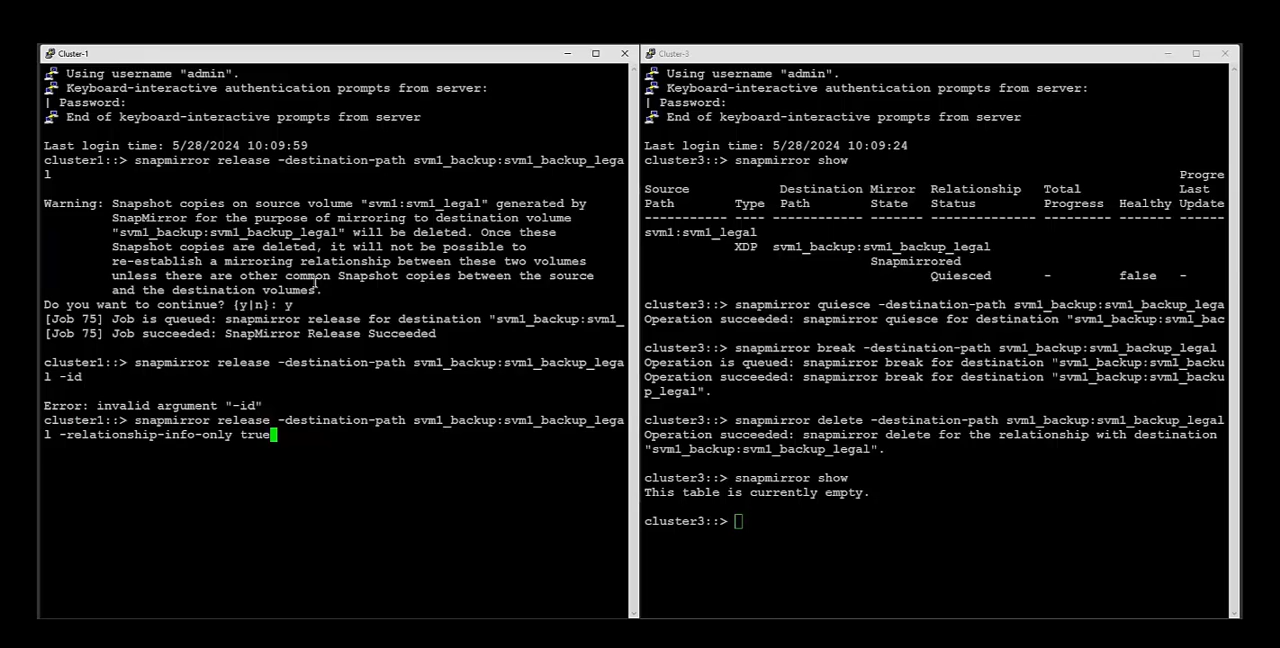 Cluster-1
Using username "admin".
Keyboard-interactive authentication prompts from server:
| Password:
End of keyboard-interactive prompts from server
Last login time: 5/28/2024 10:09:59
cluster1::> snapmirror release -destination-path svm1_backup:svm1_backup_lega
l
Warning: Snapshot copies on source volume "svm1:svm1_legal" generated by
SnapMirror for the purpose of mirroring to destination volume
"svm1_backup:svm1_backup_legal" will be deleted. Once these
Snapshot copies are deleted, it will not be possible to
re-establish a mirroring relationship between these two volumes
unless there are other common Snapshot copies between the source
and the destination volumes.
Do you want to continue? {y|n}: y
[Job 75] Job is queued: snapmirror release for destination "svm1_backup:svm1_
[Job 75] Job succeeded: SnapMirror Release Succeeded
cluster1::> snapmirror release -destination-path svm1_backup:svm1_backup_lega
l -id
Error: invalid argument "-id"
cluster1::> snapmirror release -destination-path svm1_backup:svm1_backup_lega
l -relationship-info-only true
Cluster-3
Using username "admin".
Keyboard-interactive authentication prompts from server:
| Password:
End of keyboard-interactive prompts from server
Last login time: 5/28/2024 10:09:24
cluster3::> snapmirror show
Progre
Source Destination Mirror Relationship Total Last
Path Type Path State Status Progress Healthy Update
----------- ---- ------------ ------- -------------- --------- ------- ------
svm1:svm1_legal
XDP svm1_backup:svm1_backup_legal
Snapmirrored
Quiesced - false -
cluster3::> snapmirror quiesce -destination-path svm1_backup:svm1_backup_lega
Operation succeeded: snapmirror quiesce for destination "svm1_backup:svm1_bac
cluster3::> snapmirror break -destination-path svm1_backup:svm1_backup_legal
Operation is queued: snapmirror break for destination "svm1_backup:svm1_backu
Operation succeeded: snapmirror break for destination "svm1_backup:svm1_backu
p_legal".
cluster3::> snapmirror delete -destination-path svm1_backup:svm1_backup_legal
Operation succeeded: snapmirror delete for the relationship with destination
"svm1_backup:svm1_backup_legal".
cluster3::> snapmirror show
This table is currently empty.
cluster3::>